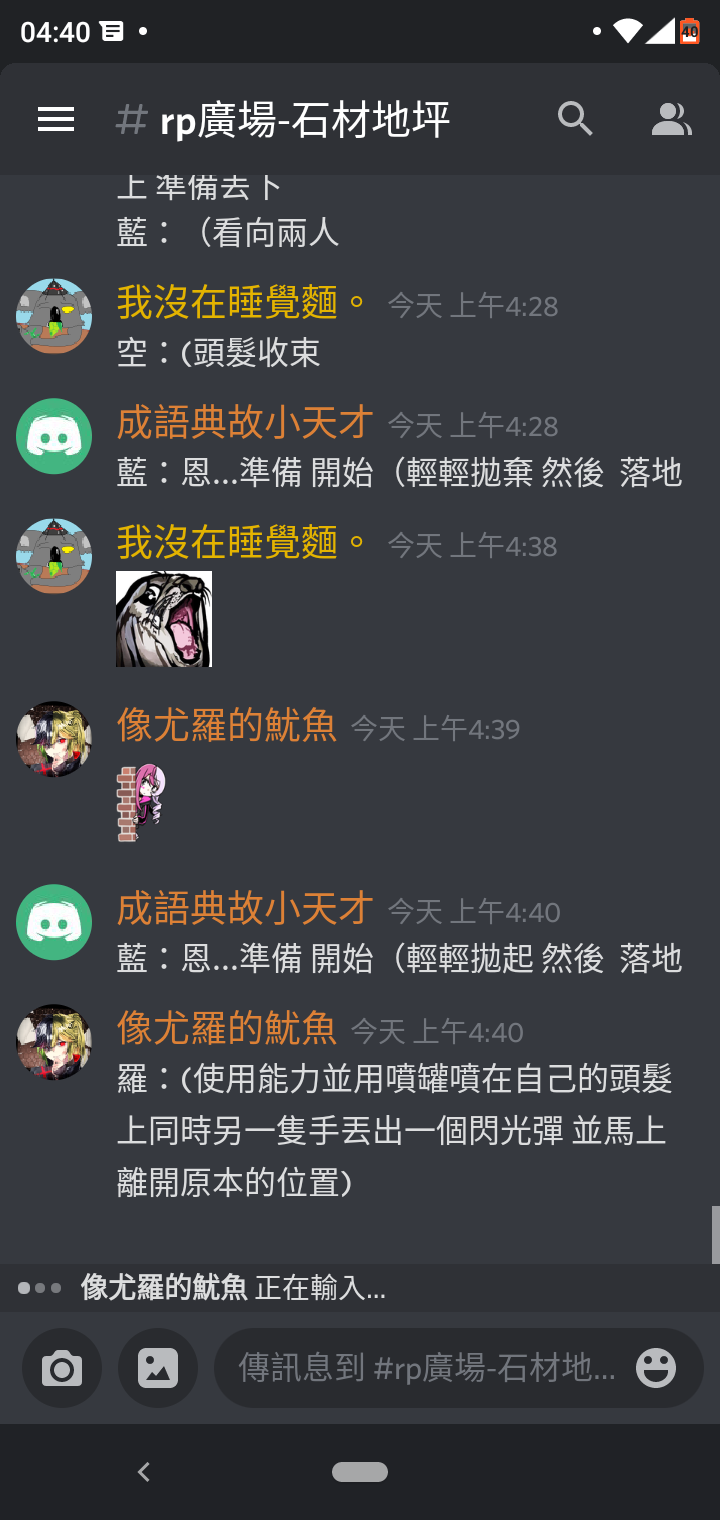 04:40
40
# rp廣場-石材地坪
上 準備丟下
藍：（看向兩人
我沒在睡覺麵。 今天 上午4:28
空：(頭髮收束
成語典故小天才 今天 上午4:28
藍：恩...準備 開始（輕輕拋棄 然後  落地
我沒在睡覺麵。 今天 上午4:38
像尤羅的魷魚 今天 上午4:39
成語典故小天才 今天 上午4:40
藍：恩...準備 開始（輕輕拋起 然後  落地
像尤羅的魷魚 今天 上午4:40
羅：(使用能力並用噴罐噴在自己的頭髮
上同時另一隻手丟出一個閃光彈 並馬上
離開原本的位置)
像尤羅的魷魚 正在輸入...
傳訊息到 #rp廣場-石材地...